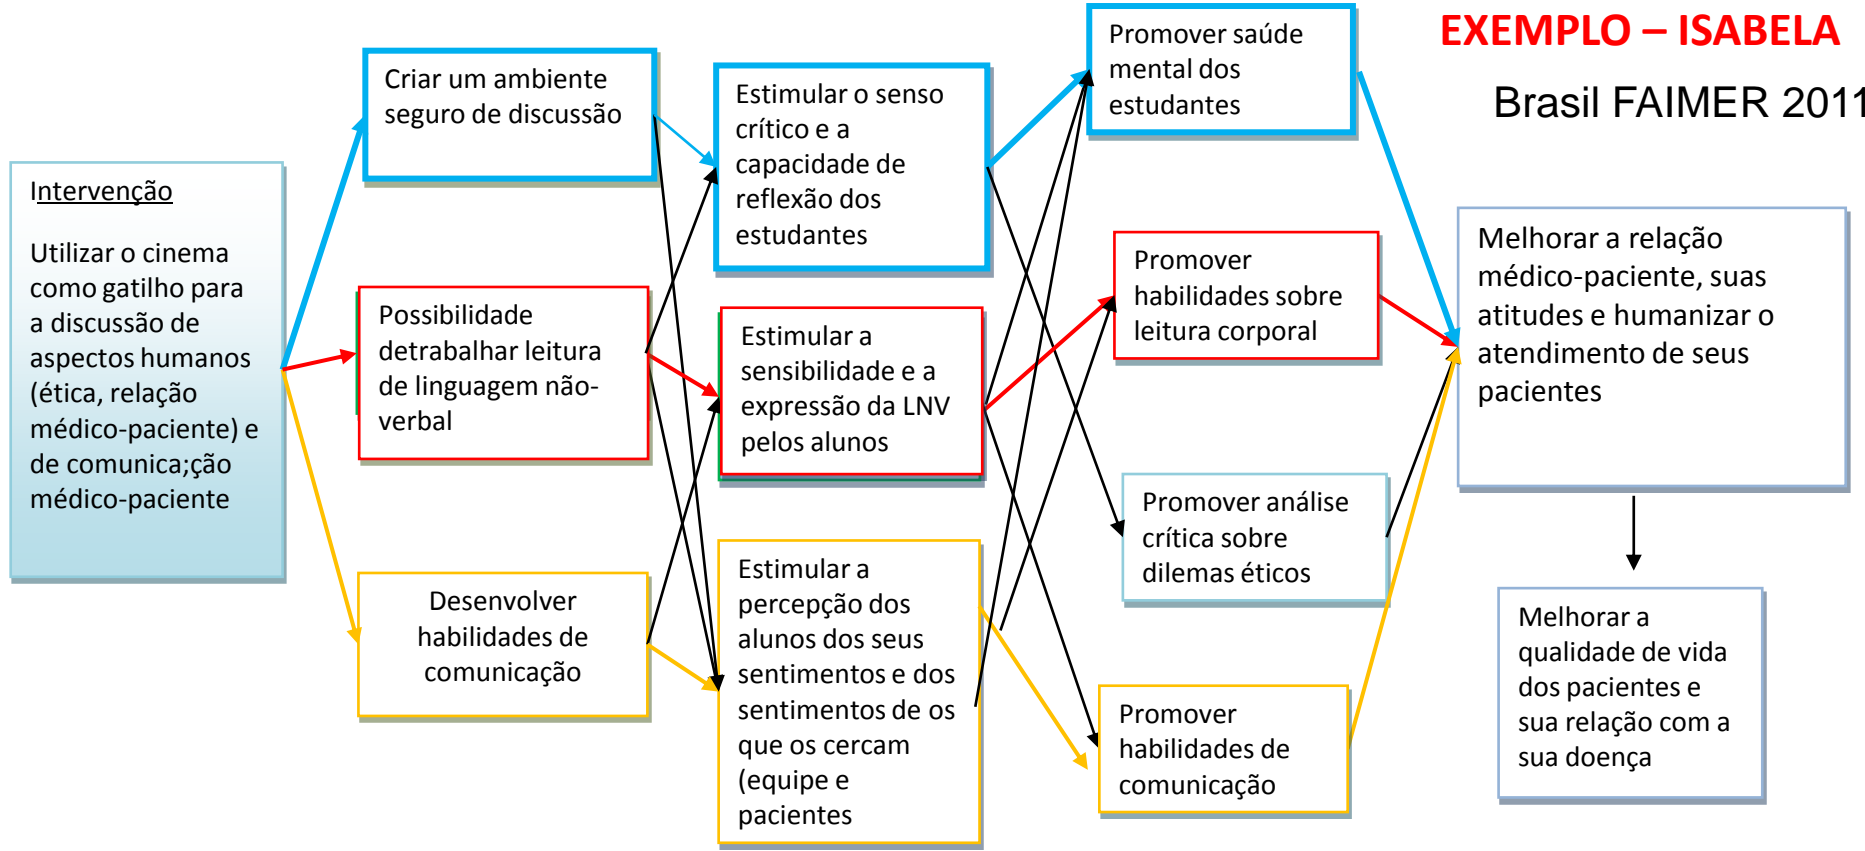 EXEMPLO – ISABELA
Brasil FAIMER 2011
Intervenção
Utilizar o cinema
como gatilho para
a discussão de
aspectos humanos
(ética, relação
médico-paciente) e
de comunica;ção
médico-paciente
Criar um ambiente
seguro de discussão
Possibilidade
detrabalhar leitura
de linguagem não-
verbal
Desenvolver
habilidades de
comunicação
Estimular o senso
crítico e a
capacidade de
reflexão dos
estudantes
Estimular a
sensibilidade e a
expressão da LNV
pelos alunos
Estimular a
percepção dos
alunos dos seus
sentimentos e dos
sentimentos de os
que os cercam
(equipe e
pacientes
Promover saúde
mental dos
estudantes
Promover
habilidades sobre
leitura corporal
Promover análise
crítica sobre
dilemas éticos
Promover
habilidades de
comunicação
Melhorar a relação
médico-paciente, suas
atitudes e humanizar o
atendimento de seus
pacientes
Melhorar a
qualidade de vida
dos pacientes e
sua relação com a
sua doença